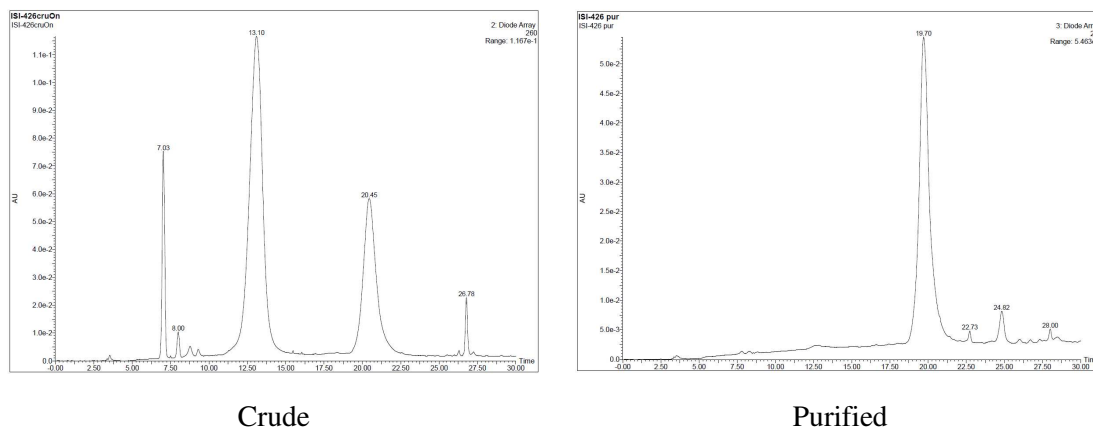 ISI-426cruOn
ISI-426cruOn
2: Diode Array
260
Range: 1.167e-1
13.10
1.1e-1
1.0e-1
9.0e-2
8.0e-2
7.03
7.0e-2
6.0e-2
20.45
AU
5.0e-2
4.0e-2
3.0e-2
26.78
2.0e-2
8.00
1.0e-2
0.0
Time
-0.00 2.50 5.00 7.50 10.00 12.50 15.00 17.50 20.00 22.50 25.00 27.50 30.00
Crude
ISI-426 pur
ISI-426 pur
3: Diode Array
Range: 5.463
19.70
5.0e-2
4.5e-2
4.0e-2
3.5e-2
3.0e-2
AU
2.5e-2
2.0e-2
1.5e-2
1.0e-2
24.82
22.73
28.00
5.0e-3
0.0
Time
-0.00 2.50 5.00 7.50 10.00 12.50 15.00 17.50 20.00 22.50 25.00 27.50 30.00
Purified